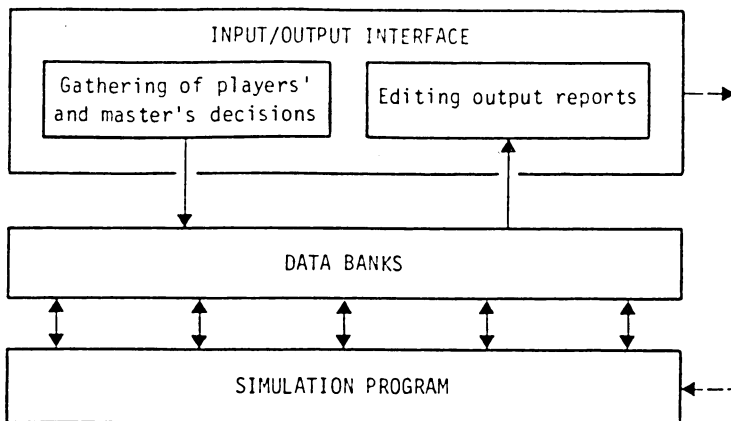 INPUT/OUTPUT INTERFACE
Gathering of players'
and master's decisions
Editing output reports
DATA BANKS
SIMULATION PROGRAM